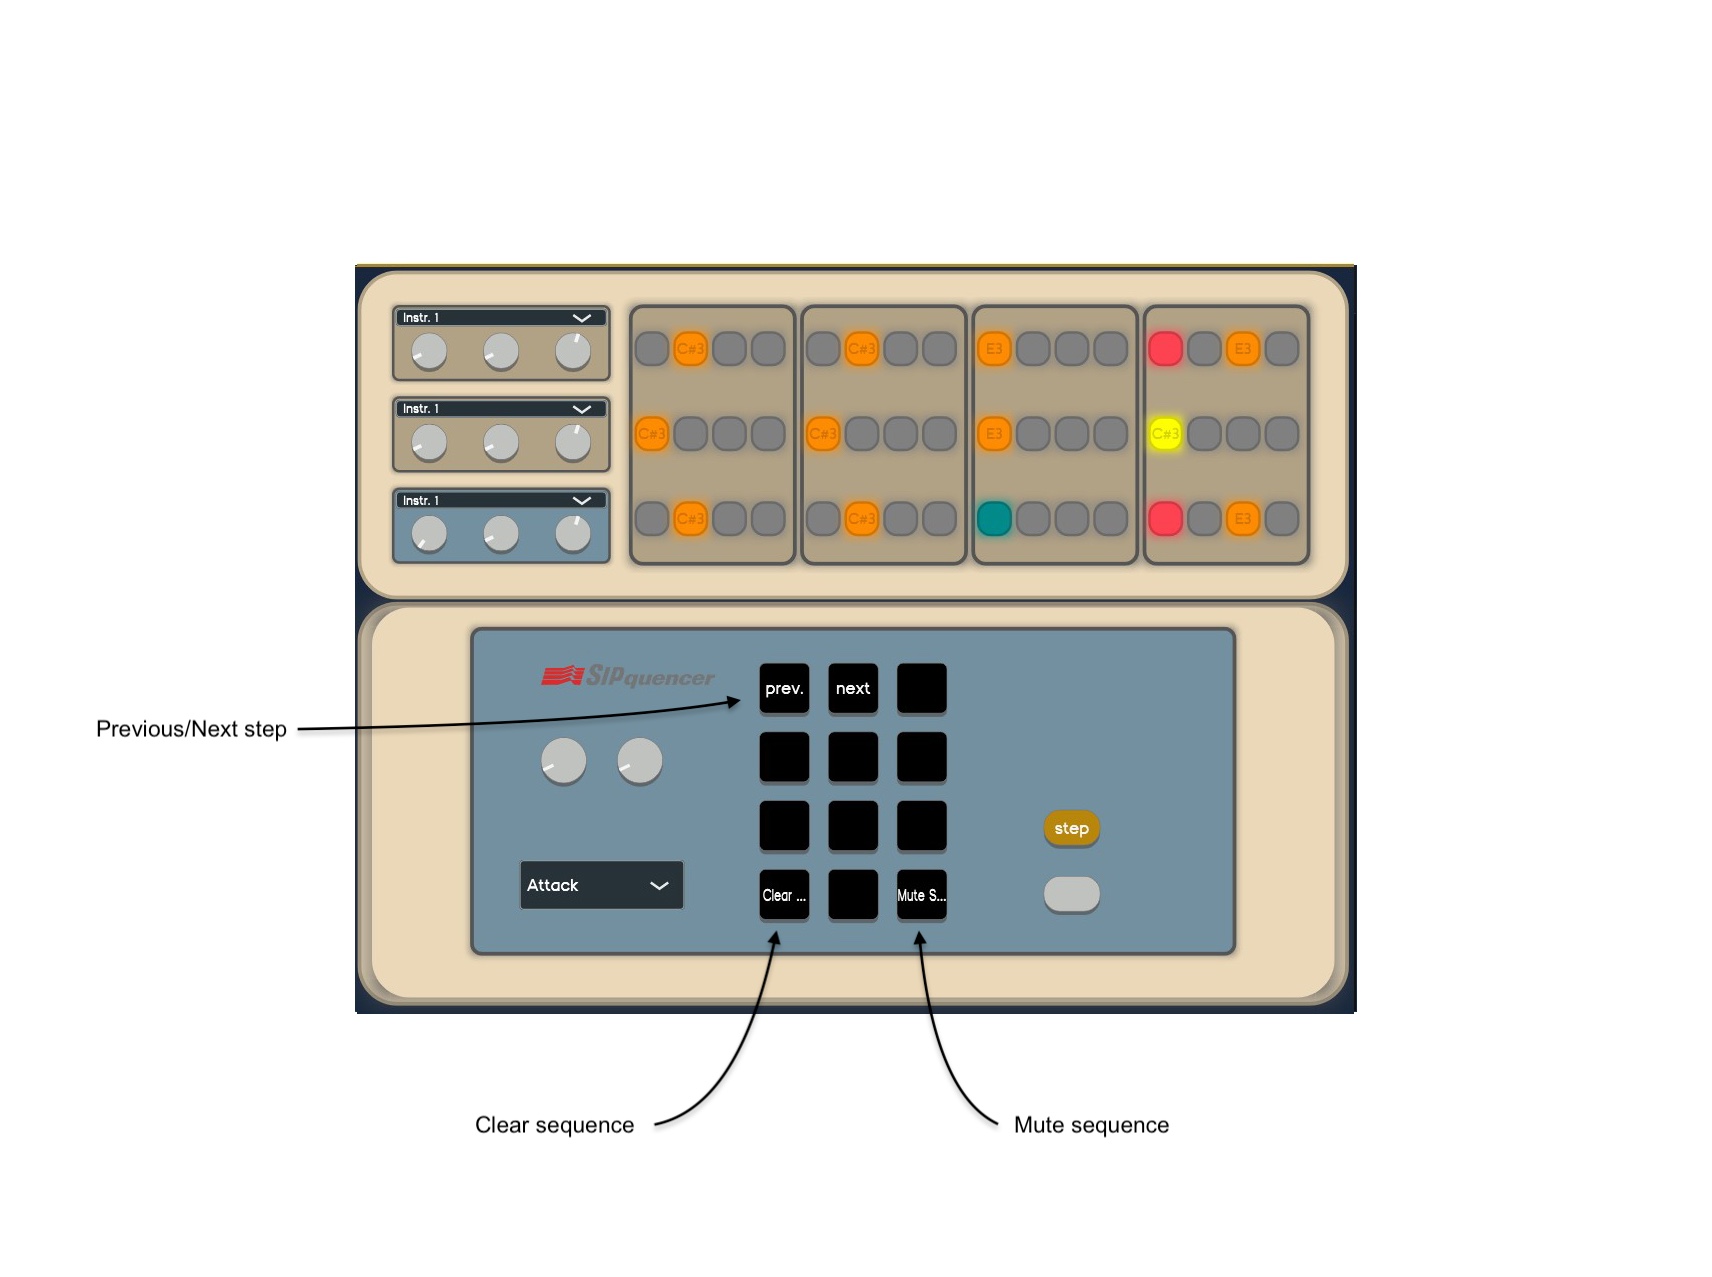 Instr. 1
C#3 C#3 E3 E3
Instr. 1
C#3 C#3 E3 C#3
Instr. 1
C#3 C#3 E3
SIPquencer
prev. next
Previous/Next step
step
Attack
Clear ... Mute S...
Clear sequence
Mute sequence